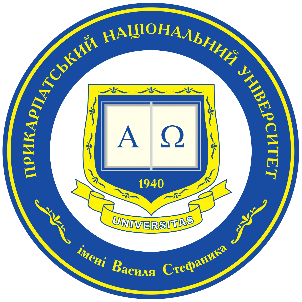 ПРИКАРПАТСЬКИЙ НАЦІОНАЛЬНИЙ УНІВЕРСИТЕТ
Α Ω
1940
UNIVERSITAS
імені Василя Стефаника